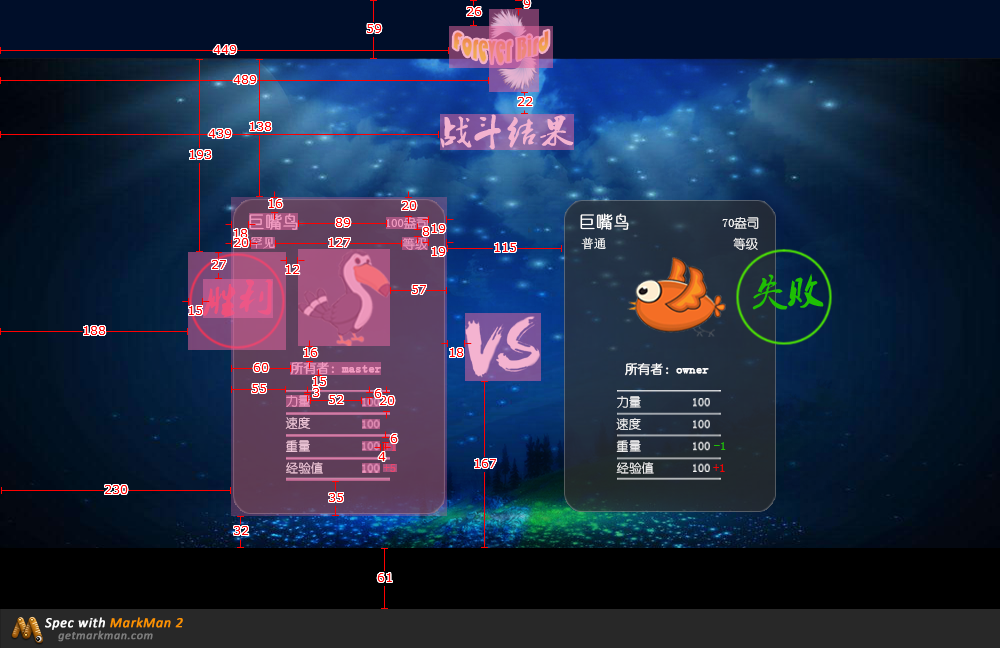 9
26
59
Forever Bird
449
489
22
439
138
战斗结果
193
16
20
巨嘴鸟
89
100盎司
19
巨嘴鸟
70盎司
18
8
20
罕见
127
等级
19
115
普通
等级
27
12
胜利
失败
57
15
188
VS
18
16
60
所有者：master
所有者：owner
15
55
3
6
力量
52
100
20
力量 100
速度 100
速度 100
6
重量 100
重量 100 -1
4
经验值 100
经验值 100 +1
167
230
35
32
61
Spec with MarkMan 2
getmarkman.com